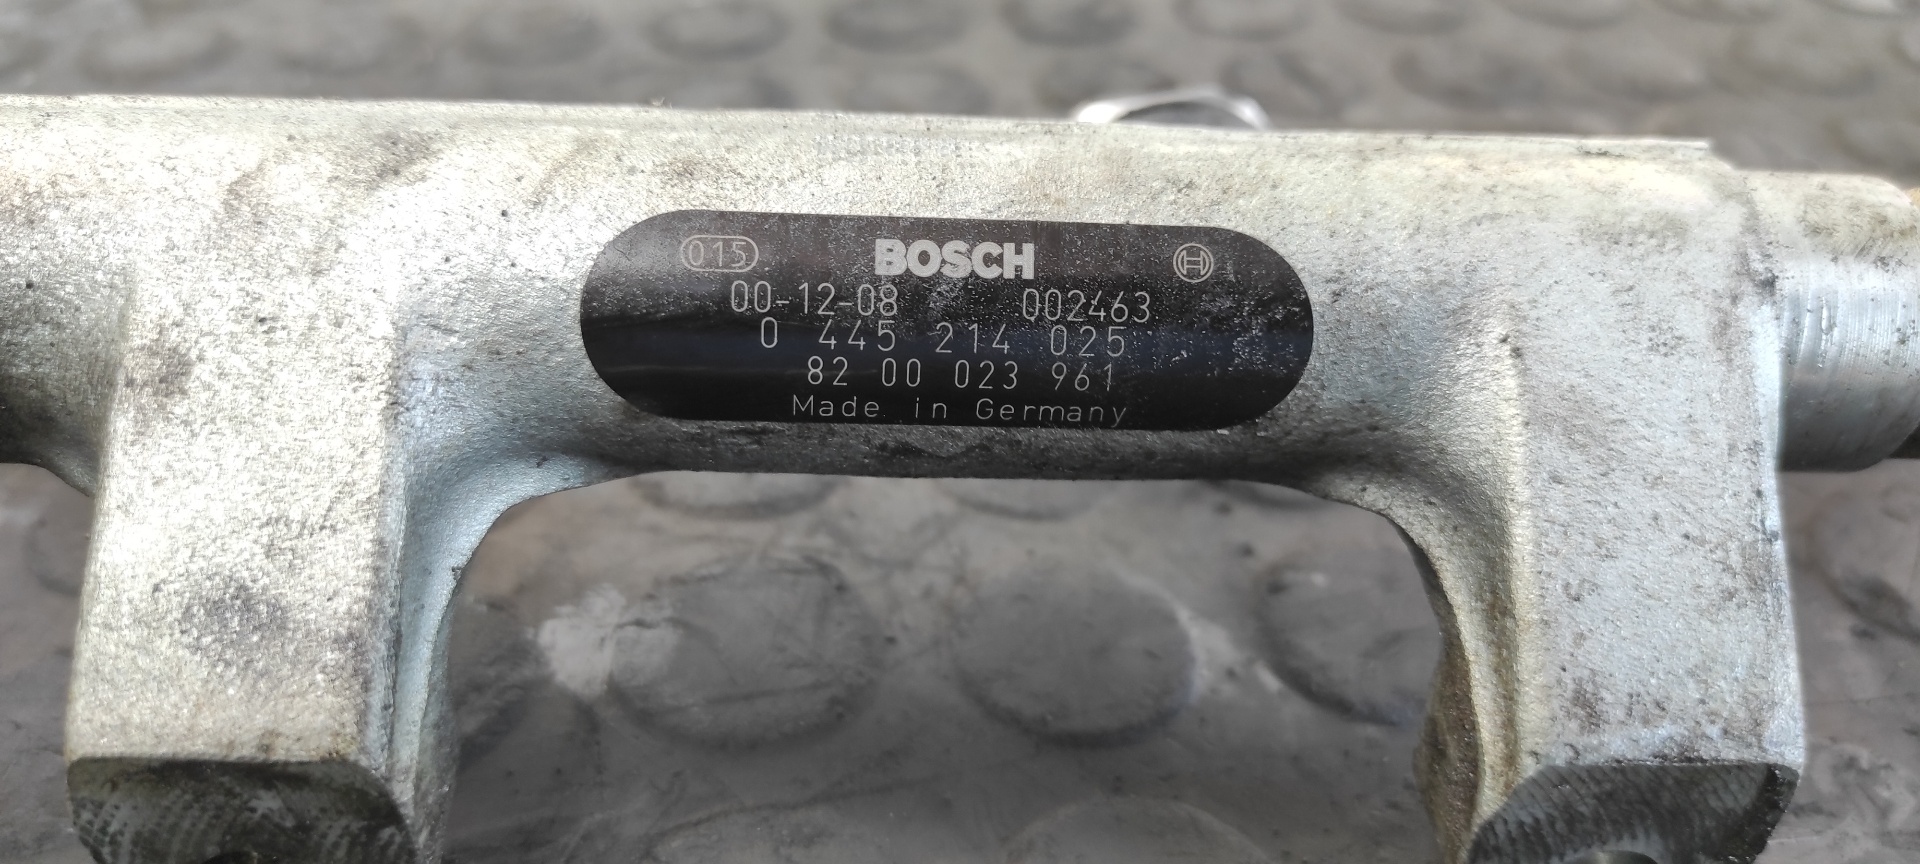 015 BOSCH
00-12-08 002463
0 445 214 025
82 00 023 961
Made in Germany